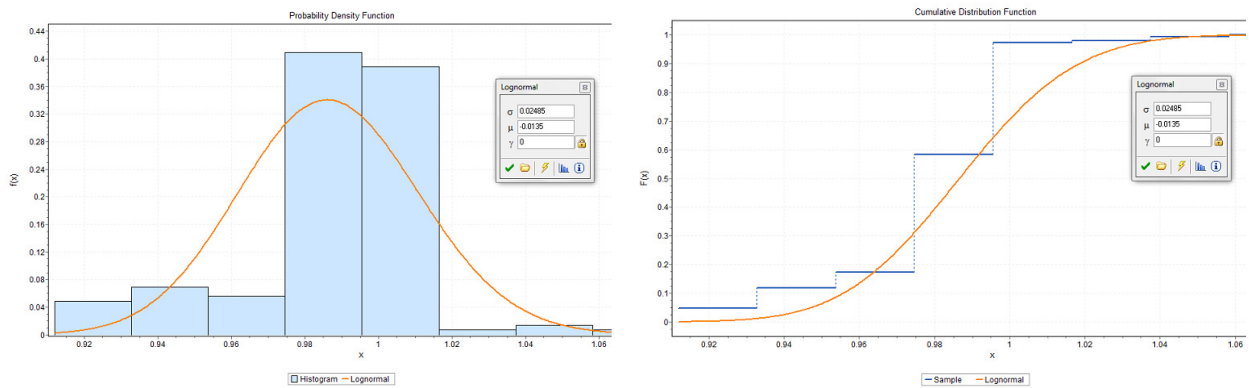 Probability Density Function
0.44
0.4
0.36
0.32
0.28
0.24
0.2
0.16
0.12
0.08
0.04
0
f(x)
0.92 0.94 0.96 0.98 1 1.02 1.04 1.06
x
Histogram Lognormal
Lognormal
σ 0.02485
μ -0.0135
γ 0
Cumulative Distribution Function
1
0.9
0.8
0.7
0.6
0.5
0.4
0.3
0.2
0.1
0
F(x)
0.92 0.94 0.96 0.98 1 1.02 1.04 1.06
x
Sample Lognormal
Lognormal
σ 0.02485
μ -0.0135
γ 0